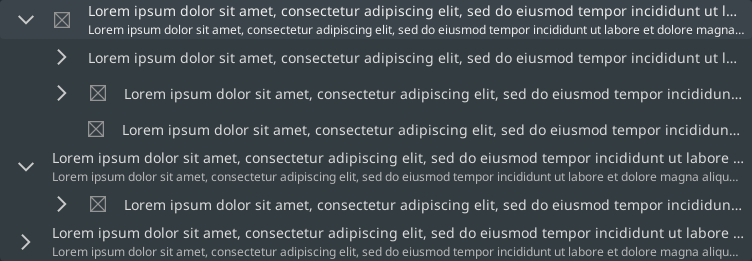 Lorem ipsum dolor sit amet, consectetur adipiscing elit, sed do eiusmod tempor incididunt ut l...
Lorem ipsum dolor sit amet, consectetur adipiscing elit, sed do eiusmod tempor incididunt ut labore et dolore magna...
Lorem ipsum dolor sit amet, consectetur adipiscing elit, sed do eiusmod tempor incididunt ut l...
Lorem ipsum dolor sit amet, consectetur adipiscing elit, sed do eiusmod tempor incididun...
Lorem ipsum dolor sit amet, consectetur adipiscing elit, sed do eiusmod tempor incididun...
Lorem ipsum dolor sit amet, consectetur adipiscing elit, sed do eiusmod tempor incididunt ut labore ...
Lorem ipsum dolor sit amet, consectetur adipiscing elit, sed do eiusmod tempor incididunt ut labore et dolore magna aliqu...
Lorem ipsum dolor sit amet, consectetur adipiscing elit, sed do eiusmod tempor incididun...
Lorem ipsum dolor sit amet, consectetur adipiscing elit, sed do eiusmod tempor incididunt ut labore ...
Lorem ipsum dolor sit amet, consectetur adipiscing elit, sed do eiusmod tempor incididunt ut labore et dolore magna aliqu...